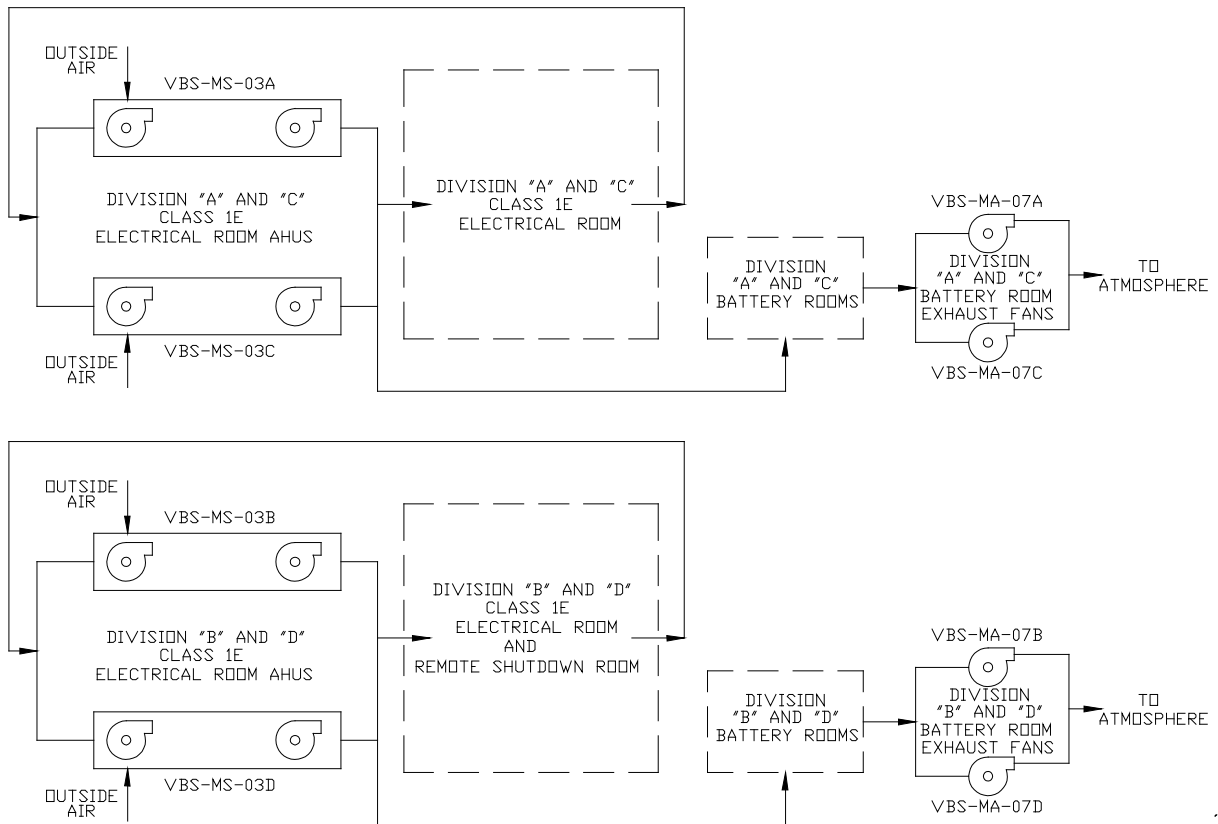 OUTSIDE
AIR
VBS-MS-03A
DIVISION "A" AND "C"
CLASS 1E
ELECTRICAL ROOM AHUS
VBS-MS-03C
OUTSIDE
AIR
DIVISION "A" AND "C"
CLASS 1E
ELECTRICAL ROOM
DIVISION
"A" AND "C"
BATTERY ROOMS
VBS-MA-07A
DIVISION
"A" AND "C"
BATTERY ROOM
EXHAUST FANS
VBS-MA-07C
TO
ATMOSPHERE
OUTSIDE
AIR
VBS-MS-03B
DIVISION "B" AND "D"
CLASS 1E
ELECTRICAL ROOM AHUS
VBS-MS-03D
OUTSIDE
AIR
DIVISION "B" AND "D"
CLASS 1E
ELECTRICAL ROOM
AND
REMOTE SHUTDOWN ROOM
DIVISION
"B" AND "D"
BATTERY ROOMS
VBS-MA-07B
DIVISION
"B" AND "D"
BATTERY ROOM
EXHAUST FANS
VBS-MA-07D
TO
ATMOSPHERE